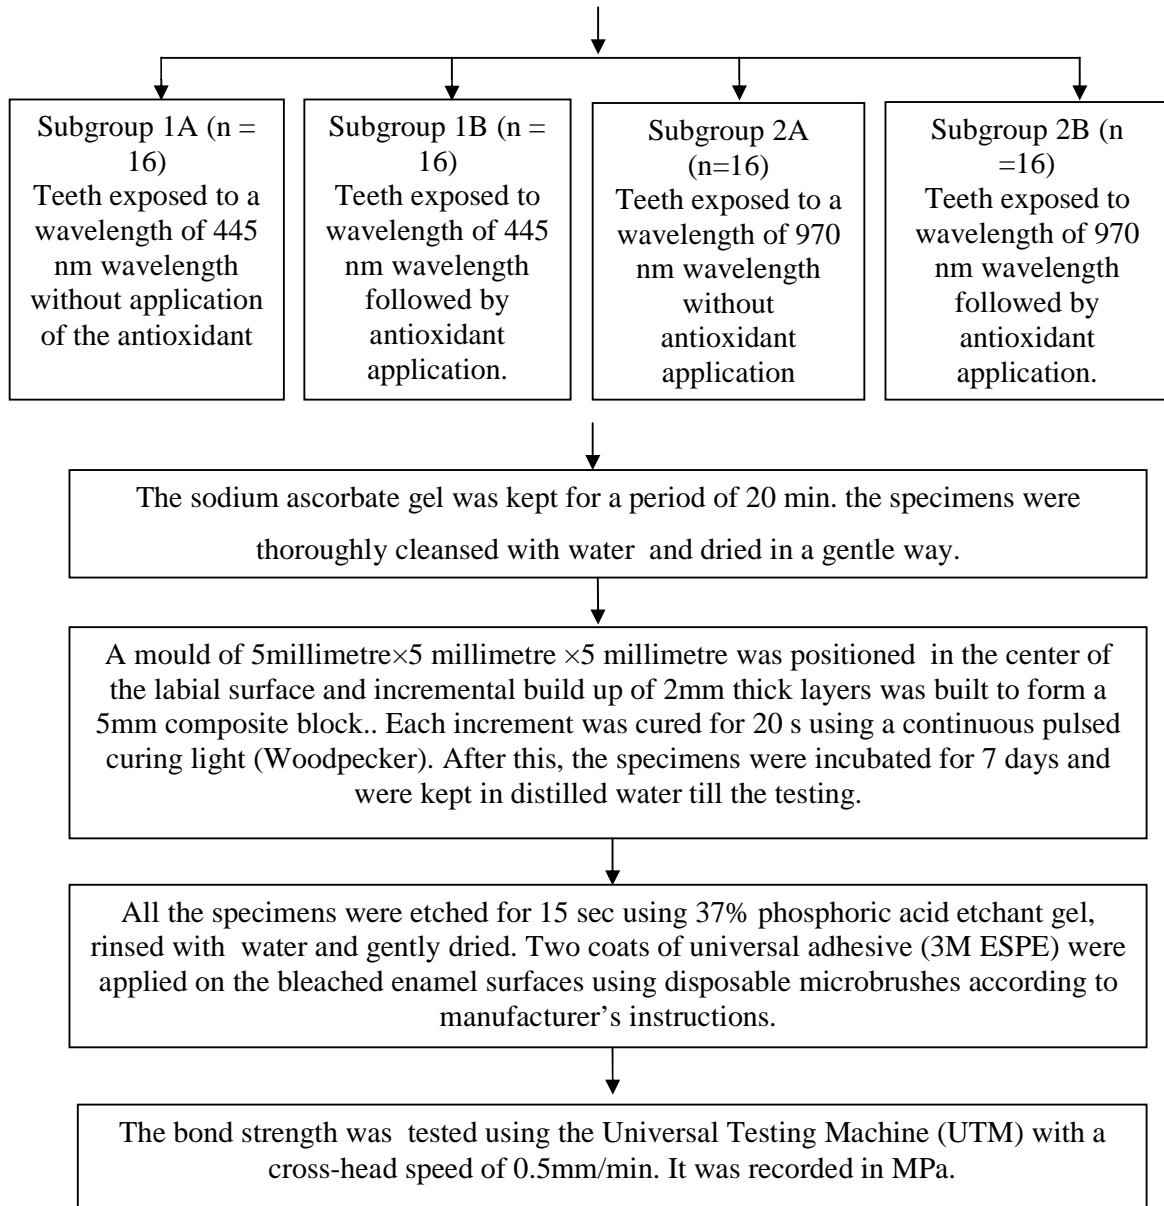 Subgroup 1A (n =
16)
Teeth exposed to a
wavelength of 445
nm wavelength
without application
of the antioxidant
Subgroup 1B (n =
16)
Teeth exposed to
wavelength of 445
nm wavelength
followed by
antioxidant
application.
Subgroup 2A
(n=16)
Teeth exposed to a
wavelength of 970
nm wavelength
without
antioxidant
application
Subgroup 2B (n
=16)
Teeth exposed to
wavelength of 970
nm wavelength
followed by
antioxidant
application.
The sodium ascorbate gel was kept for a period of 20 min. the specimens were
thoroughly cleansed with water and dried in a gentle way.
A mould of 5millimetre×5 millimetre ×5 millimetre was positioned in the center of
the labial surface and incremental build up of 2mm thick layers was built to form a
5mm composite block.. Each increment was cured for 20 s using a continuous pulsed
curing light (Woodpecker). After this, the specimens were incubated for 7 days and
were kept in distilled water till the testing.
All the specimens were etched for 15 sec using 37% phosphoric acid etchant gel,
rinsed with water and gently dried. Two coats of universal adhesive (3M ESPE) were
applied on the bleached enamel surfaces using disposable microbrushes according to
manufacturer’s instructions.
The bond strength was tested using the Universal Testing Machine (UTM) with a
cross-head speed of 0.5mm/min. It was recorded in MPa.